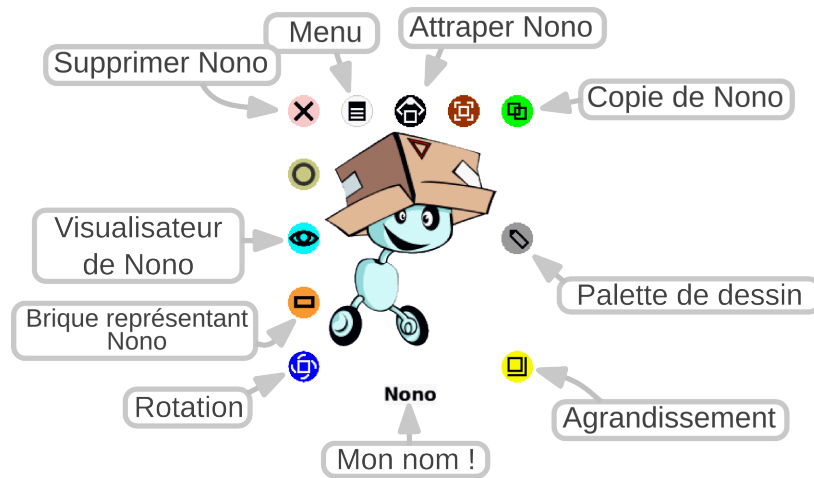 Menu
Attraper Nono
Supprimer Nono
Copie de Nono
Visualisateur
de Nono
Palette de dessin
Brique représentant
Nono
Rotation
Nono
Agrandissement
Mon nom !